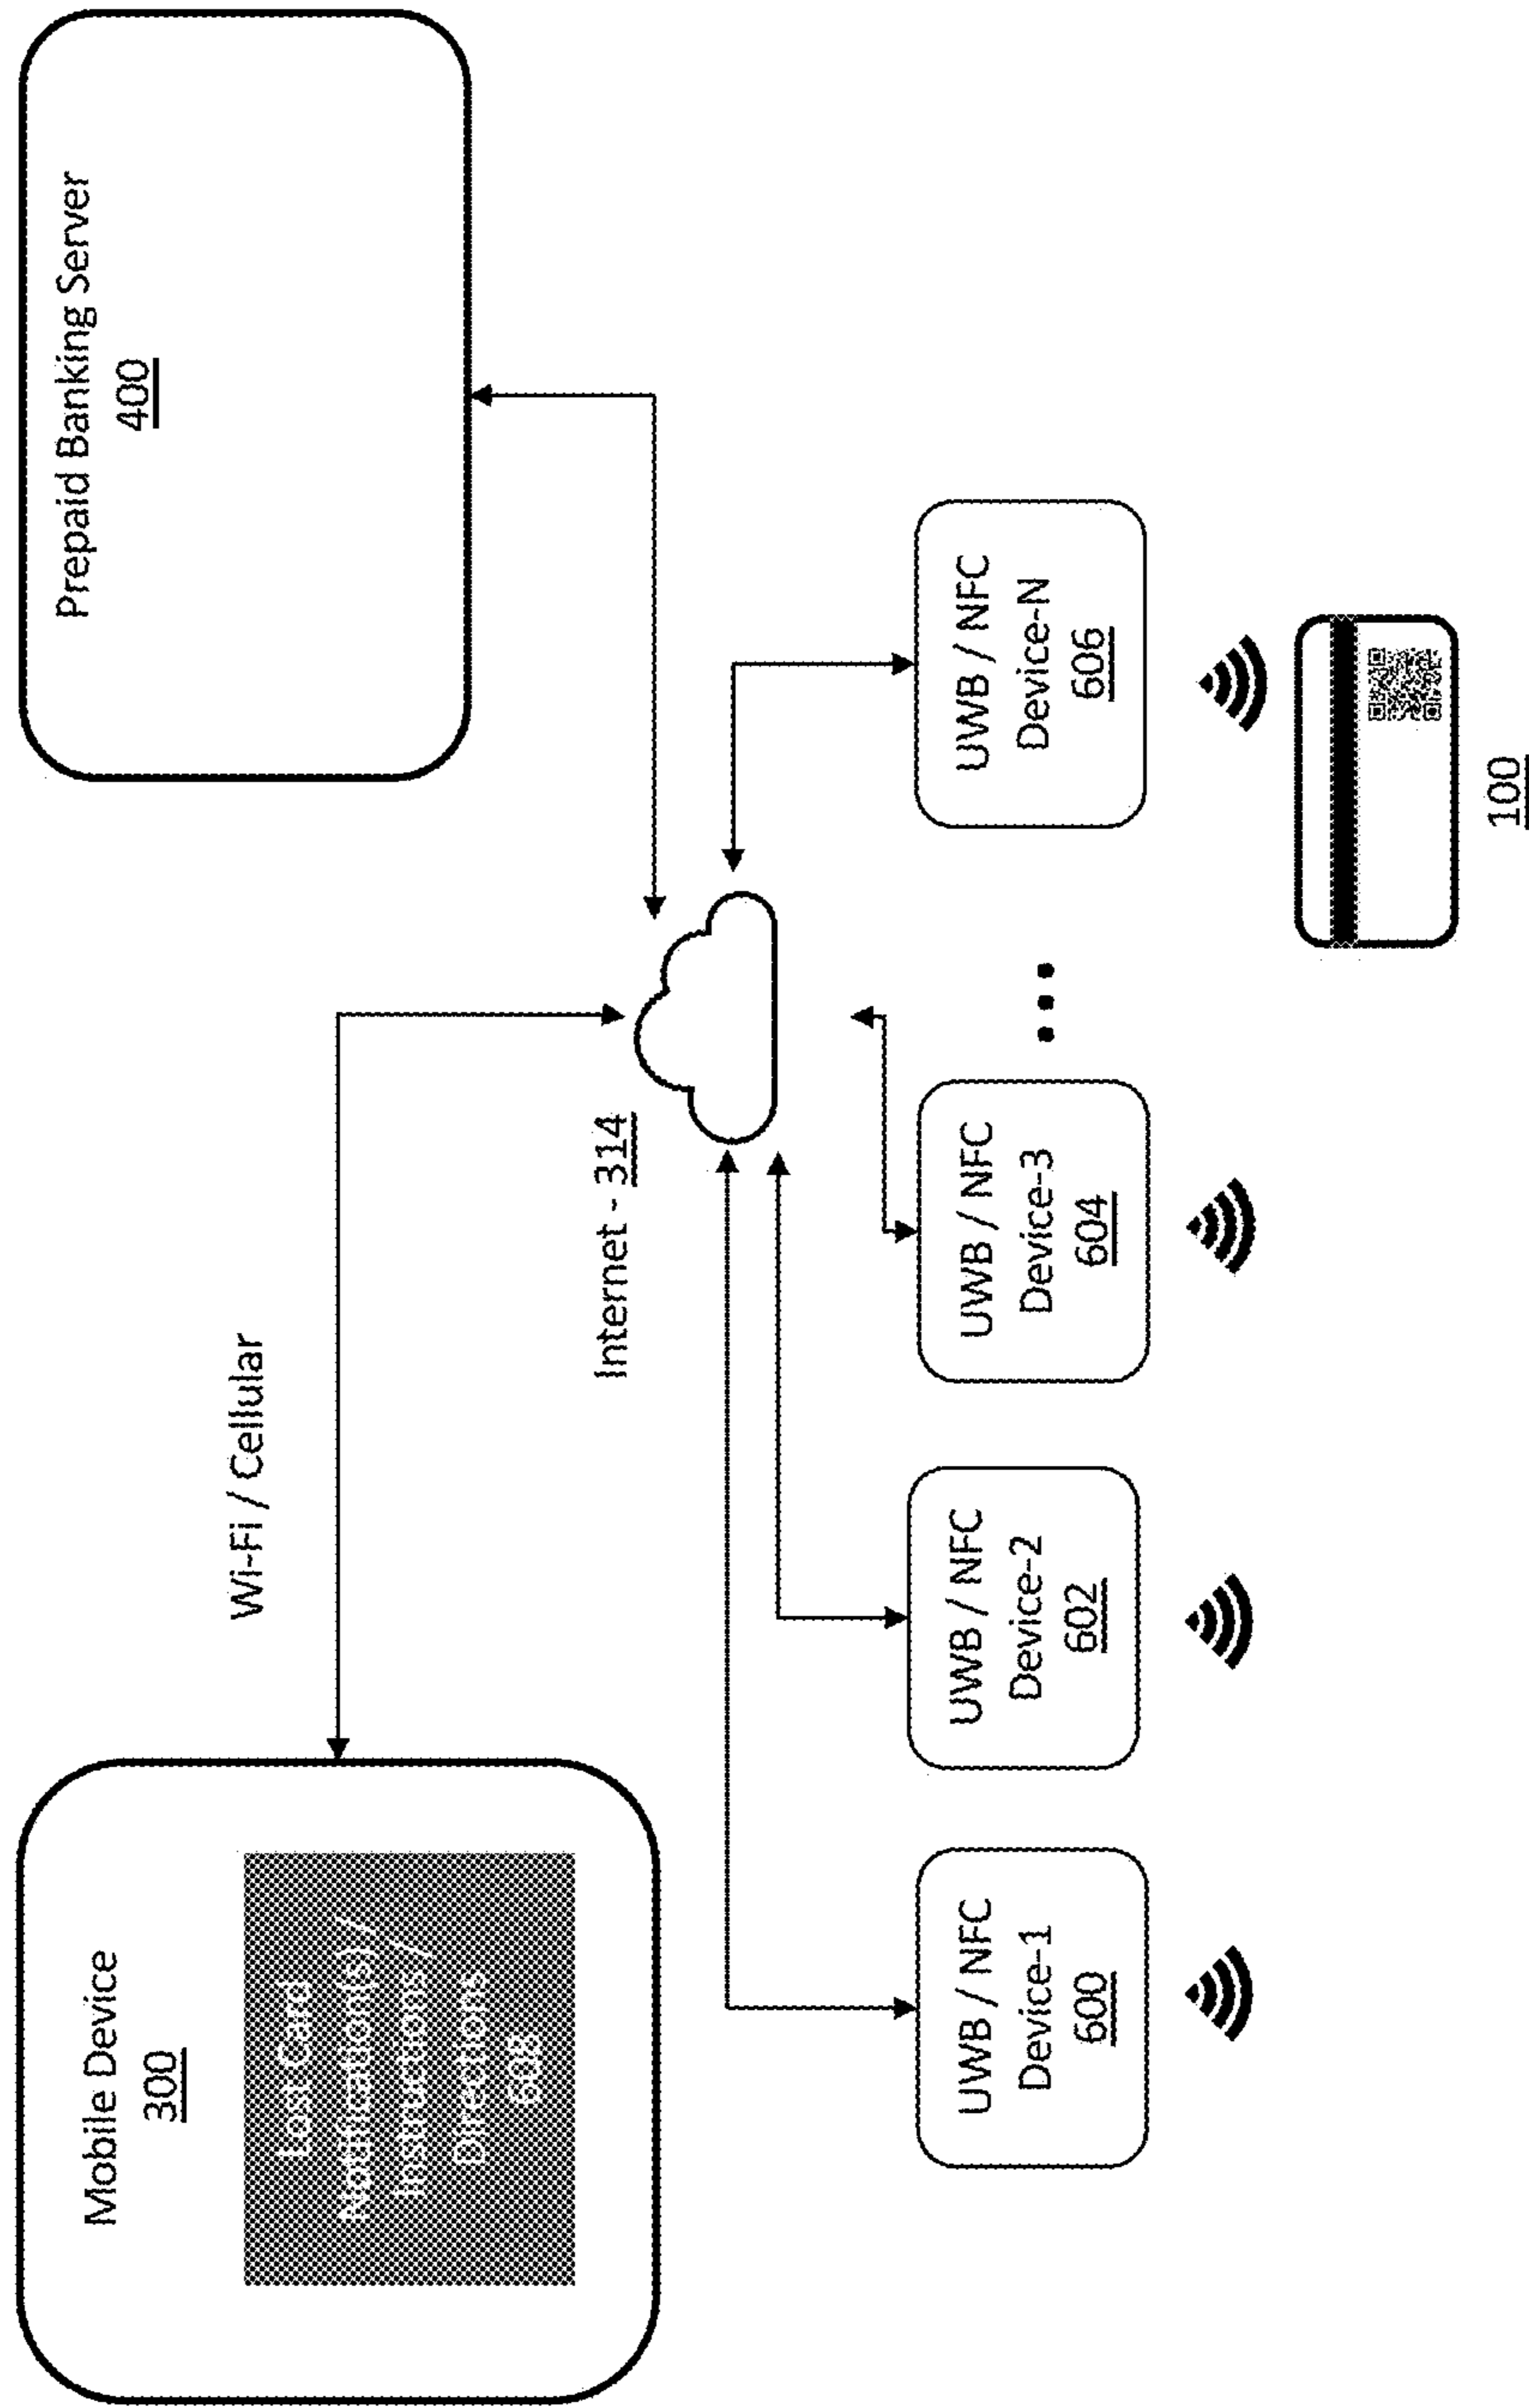 Mobile Device
300
Lost Card
Notification(s) /
Instructions /
Directions
608
Wi-Fi / Cellular
Prepaid Banking Server
400
Internet - 314
UWB / NFC
Device-1
600
UWB / NFC
Device-2
602
UWB / NFC
Device-3
604
UWB / NFC
Device-N
606
100